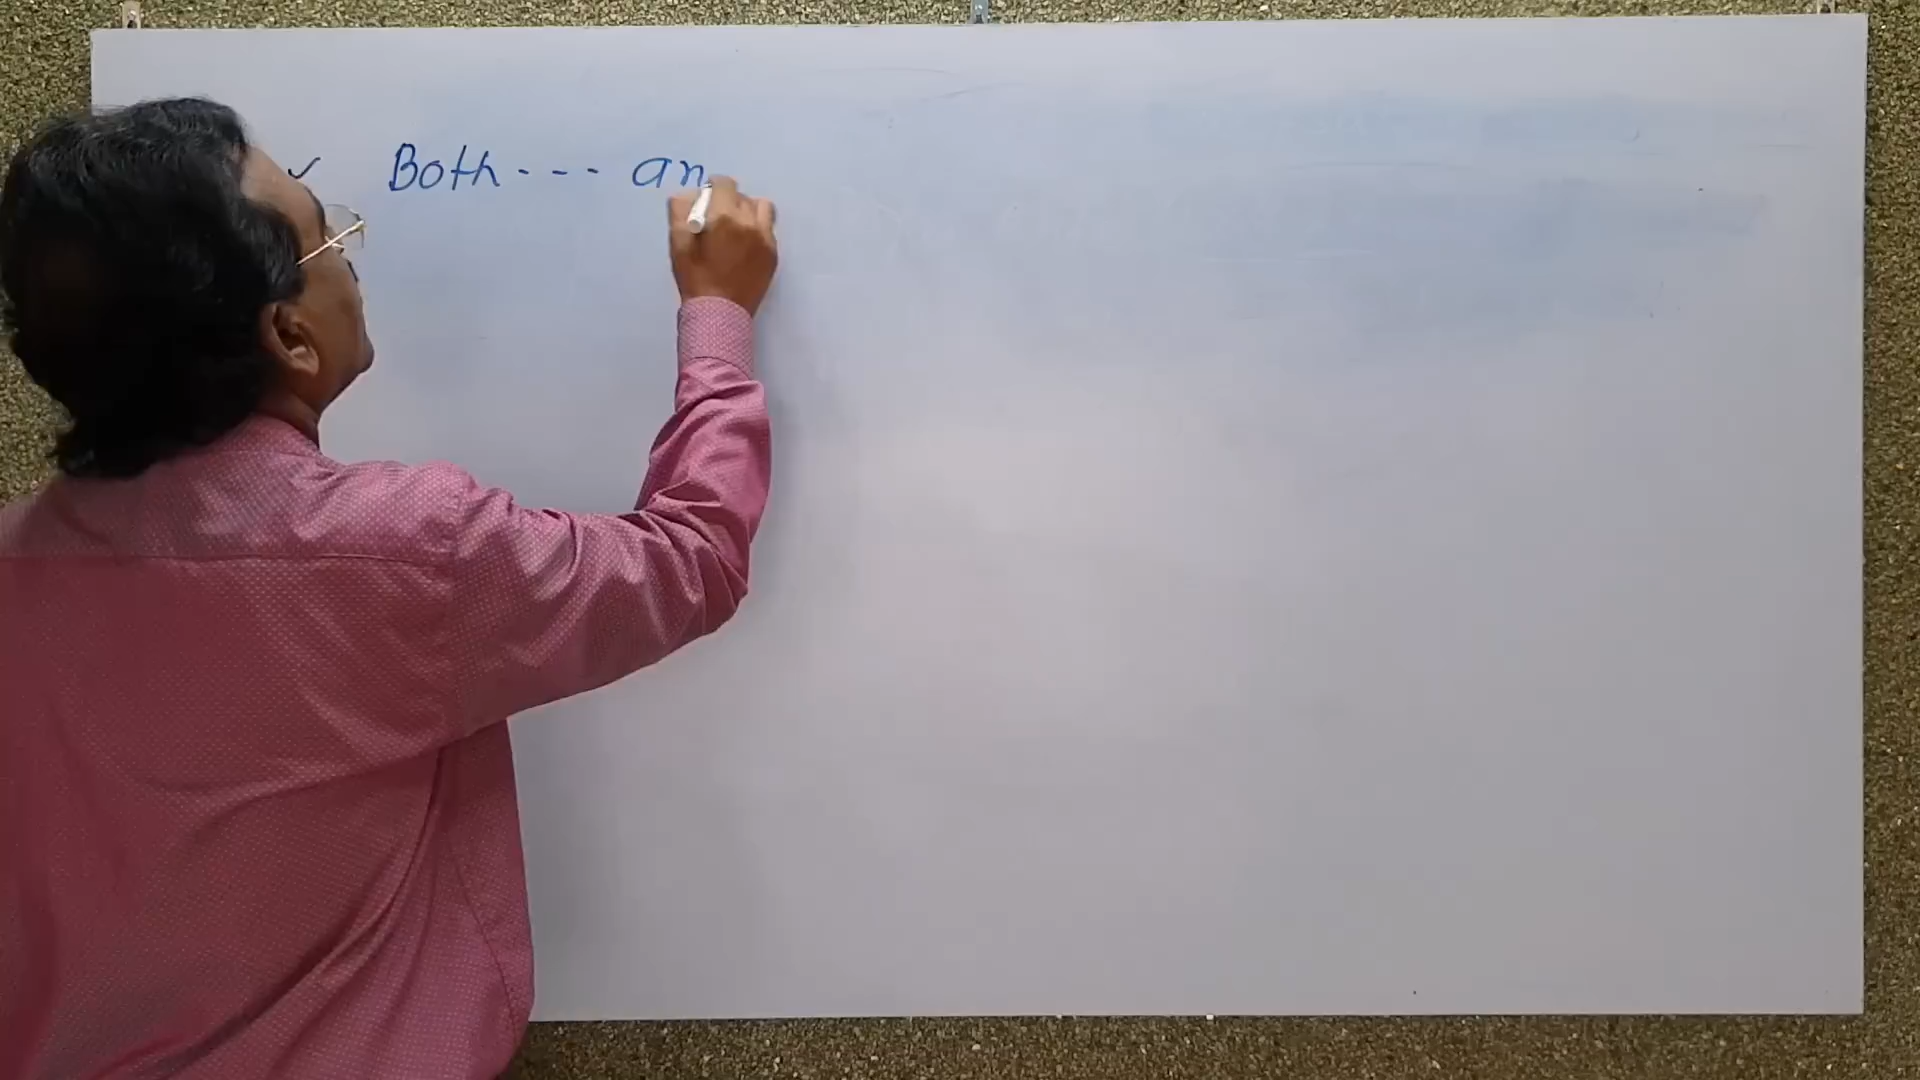 ✓ Both --- an